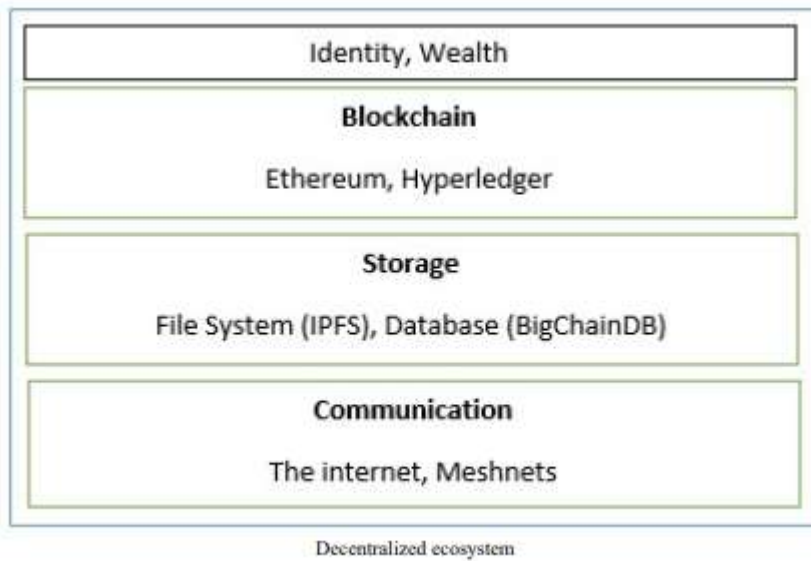 Identity, Wealth
Blockchain
Ethereum, Hyperledger
Storage
File System (IPFS), Database (BigChainDB)
Communication
The internet, Meshnets
Decentralized ecosystem